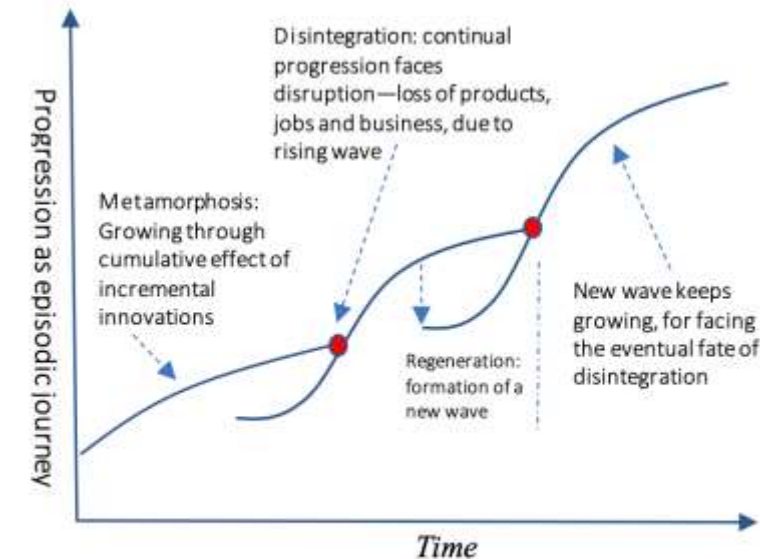 Progression as episodic journey
Disintegration: continual
progression faces
disruption—loss of products,
jobs and business, due to
rising wave
Metamorphosis:
Growing through
cumulative effect of
incremental
innovations
Regeneration:
formation of a
new wave
New wave keeps
growing, for facing
the eventual fate of
disintegration
Time